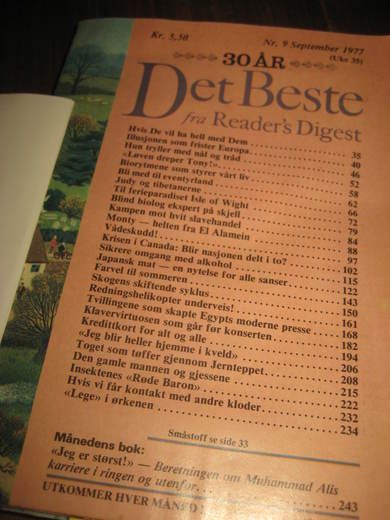 Kr. 5,50
Nr. 9 September 1977
(Uke 35)
30 ÅR
Det Beste
fra Reader's Digest
Hvis De vil ha hell med Dem 35
Illusjonen som frister Europa 40
Hun tryller med nål og tråd 46
«Løven dreper Tony!» 52
Biorytmene som styrer vårt liv 58
Bli med til eventyrland 62
Judy og tibetanerne 66
Til ferieparadiset Isle of Wight 72
Blind biolog ekspert på skjell 79
Kampen mot hvit slavehandel 84
Monty — helten fra El Alamein 88
Vådeskudd! 97
Krisen i Canada: Blir nasjonen delt i to? 102
Sikrere omgang med alkohol 115
Japansk mat — en nytelse for alle sanser 122
Farvel til sommeren 143
Skogens skiftende syklus 150
Redningshelikopter underveis! 161
Tvillingene som skapte Egypts moderne presse 168
Klavervirtuosen som går før konserten 182
Kredittkort for alt og alle 194
«Jeg blir heller hjemme i kveld» 206
Toget som tøffer gjennom Jernteppet 208
Den gamle mannen og gjessene 215
Insektenes «Røde Baron» 222
Hvis vi får kontakt med andre kloder 232
«Lege» i ørkenen 234
Småstoff se side 33
Månedens bok:
«Jeg er størst!» — Beretningen om Muhammad Alis
karriere i ringen og utenfor 243
UTKOMMER HVER MÅNED